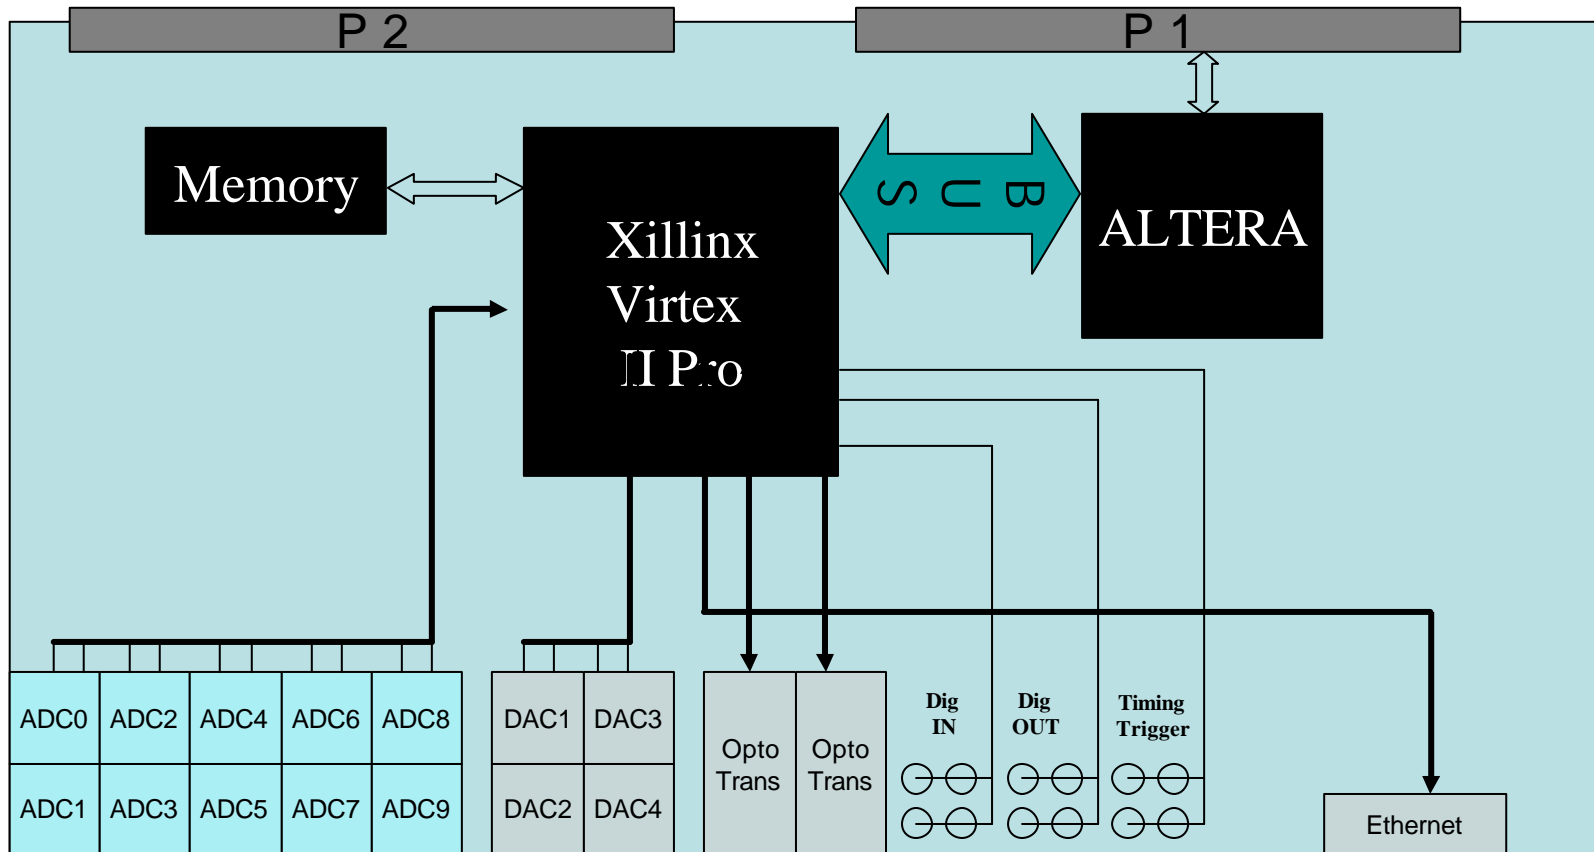 P 2
P 1
Memory
Xillinx
Virtex
II Pro
BUS
ALTERA
ADC0
ADC2
ADC4
ADC6
ADC8
ADC1
ADC3
ADC5
ADC7
ADC9
DAC1
DAC3
DAC2
DAC4
Opto
Trans
Opto
Trans
Dig
IN
Dig
OUT
Timing
Trigger
Ethernet